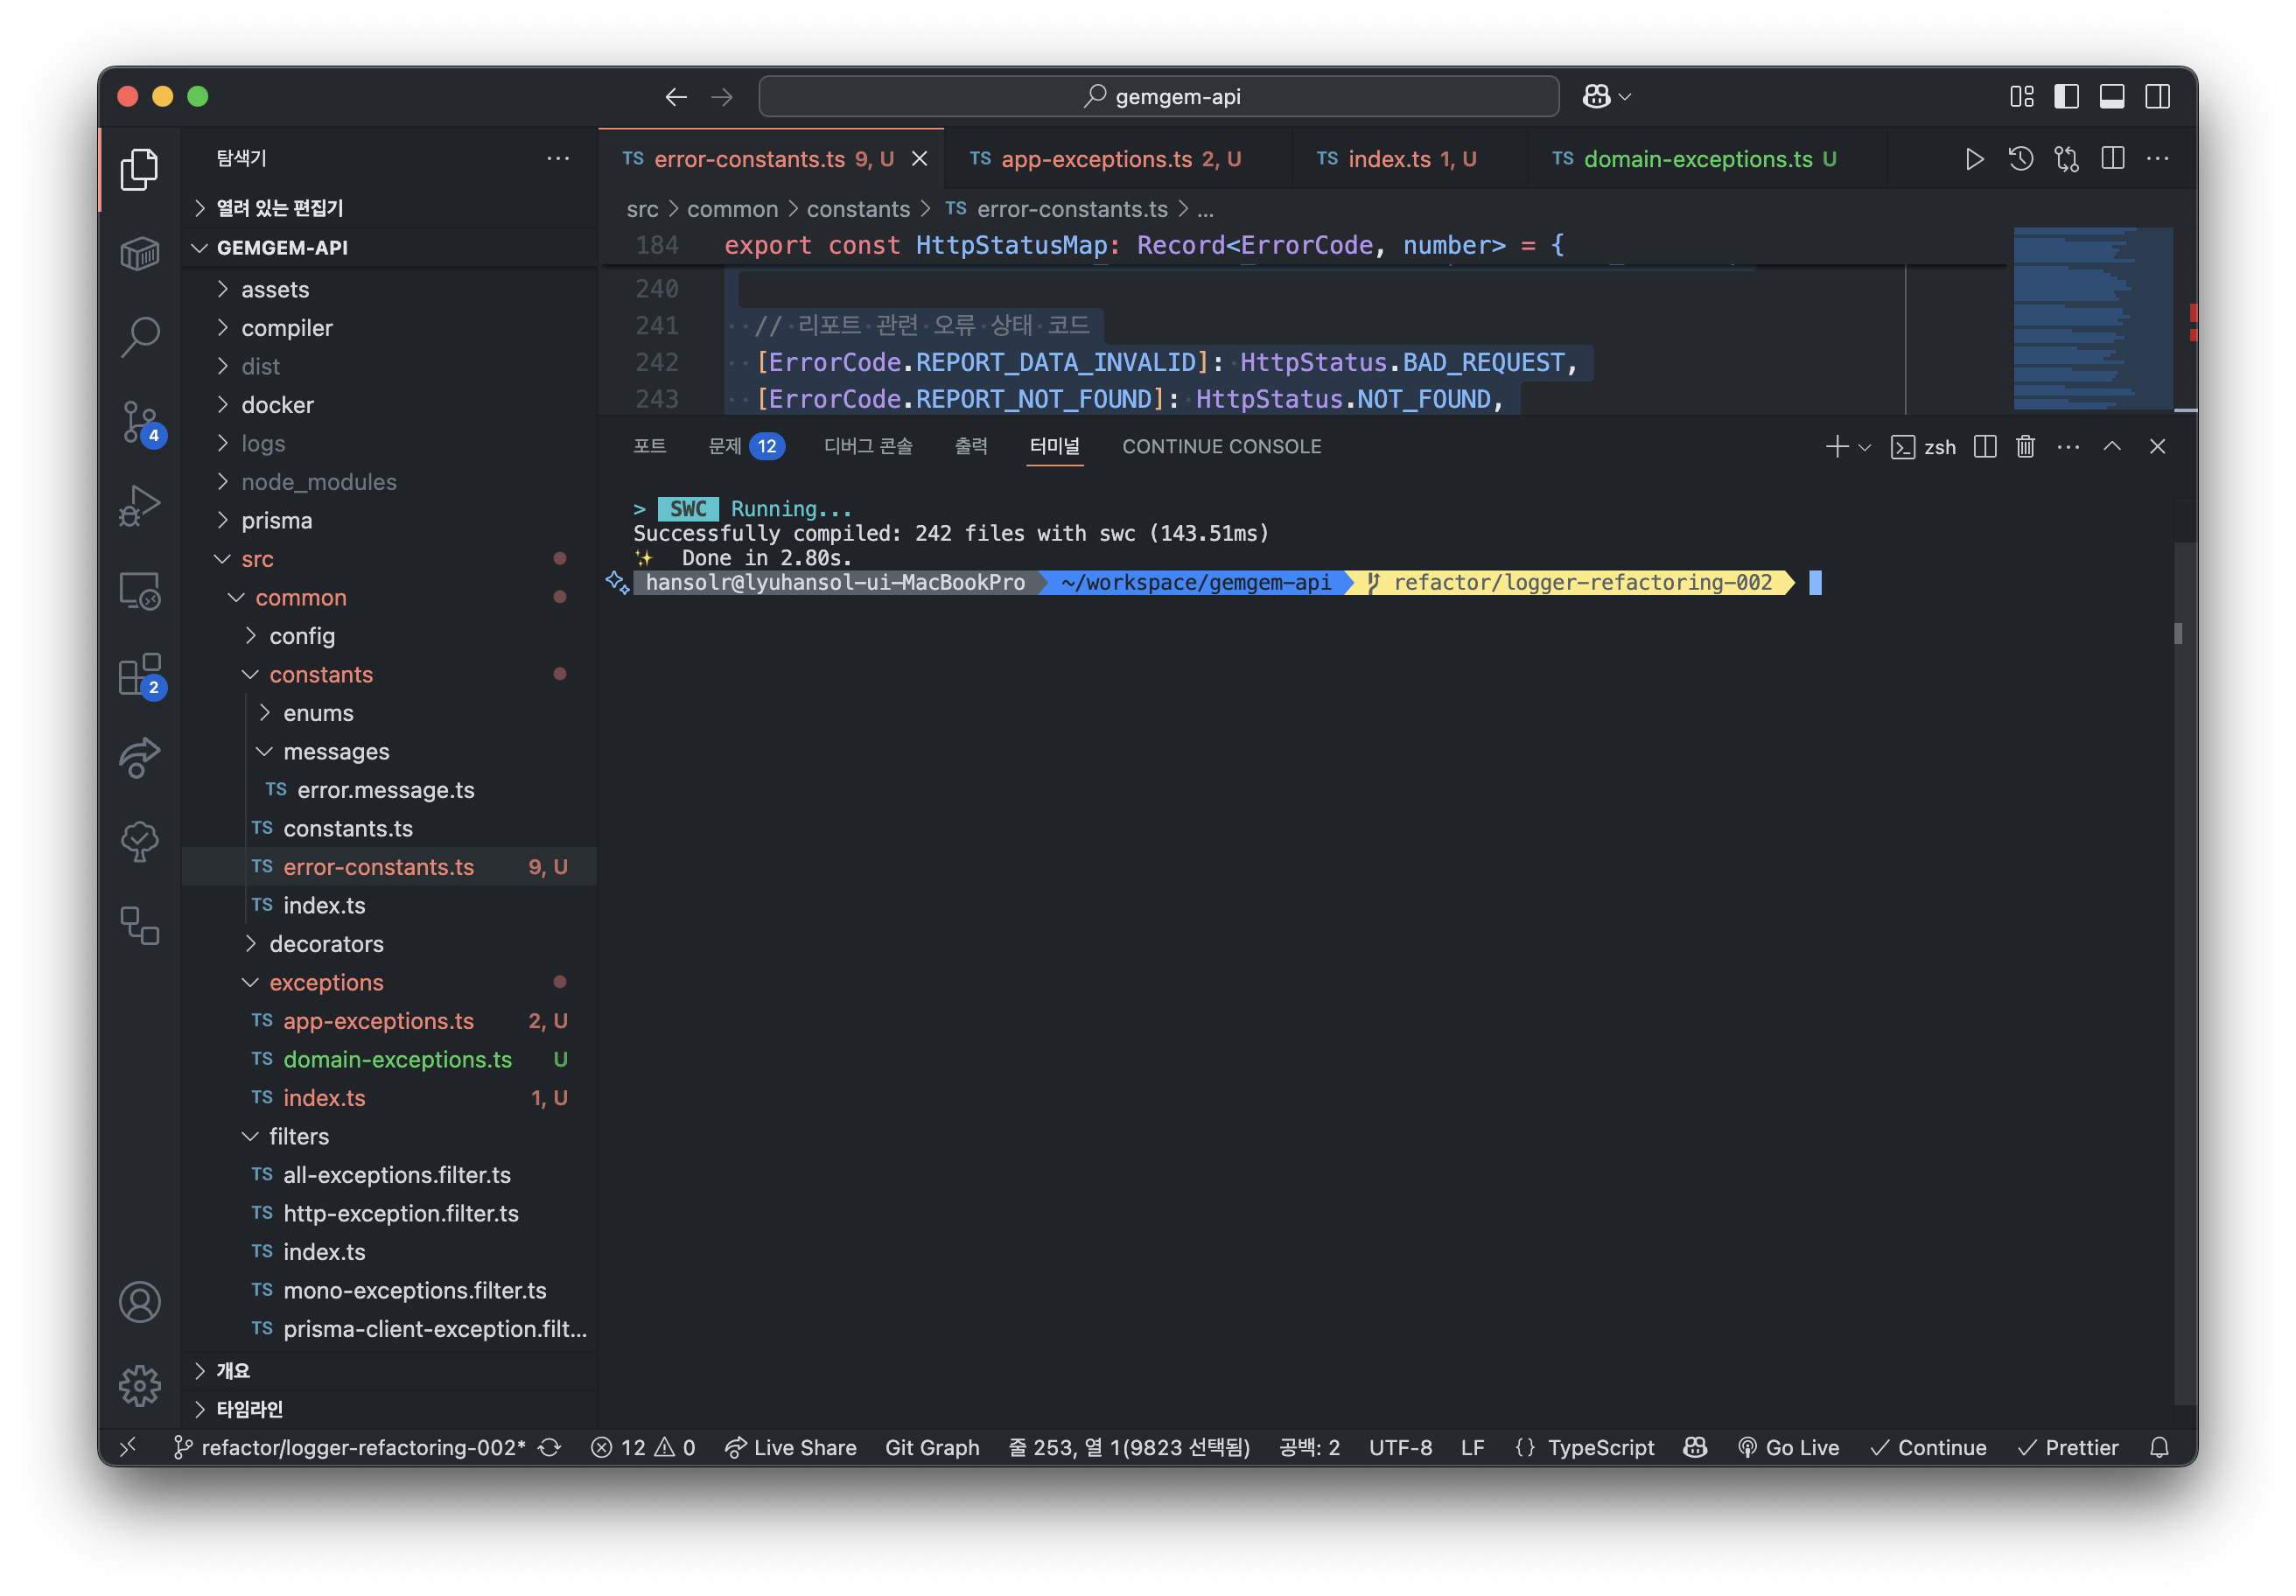 gemgem-api
탐색기
열려 있는 편집기
GEMGEM-API
assets
compiler
dist
docker
logs
node_modules
prisma
src
common
config
constants
enums
messages
TS error.message.ts
TS constants.ts
TS error-constants.ts 9, U
TS index.ts
decorators
exceptions
TS app-exceptions.ts 2, U
TS domain-exceptions.ts U
TS index.ts 1, U
filters
TS all-exceptions.filter.ts
TS http-exception.filter.ts
TS index.ts
TS mono-exceptions.filter.ts
TS prisma-client-exception.filt...
개요
타임라인
4
2
TS error-constants.ts 9, U
TS app-exceptions.ts 2, U
TS index.ts 1, U
TS domain-exceptions.ts U
src > common > constants > TS error-constants.ts > ...
184 export const HttpStatusMap: Record<ErrorCode, number> = {
240
241 // 리포트 관련 오류 상태 코드
242 [ErrorCode.REPORT_DATA_INVALID]: HttpStatus.BAD_REQUEST,
243 [ErrorCode.REPORT_NOT_FOUND]: HttpStatus.NOT_FOUND,
포트 문제 12 디버그 콘솔 출력 터미널 CONTINUE CONSOLE
zsh
> SWC Running...
Successfully compiled: 242 files with swc (143.51ms)
✨ Done in 2.80s.
hansolr@lyuhansol-ui-MacBookPro ~/workspace/gemgem-api refactor/logger-refactoring-002
refactor/logger-refactoring-002* 12 0 Live Share Git Graph 줄 253, 열 1(9823 선택됨) 공백: 2 UTF-8 LF {} TypeScript Go Live Continue Prettier